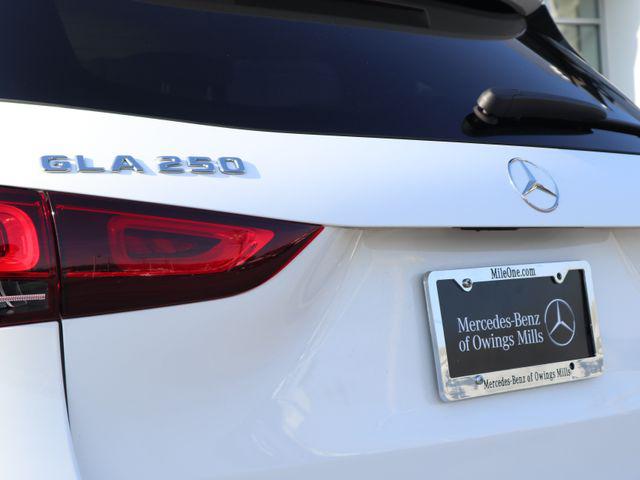 GLA 250
MileOne.com
Mercedes-Benz
of Owings Mills
Mercedes-Benz of Owings Mills